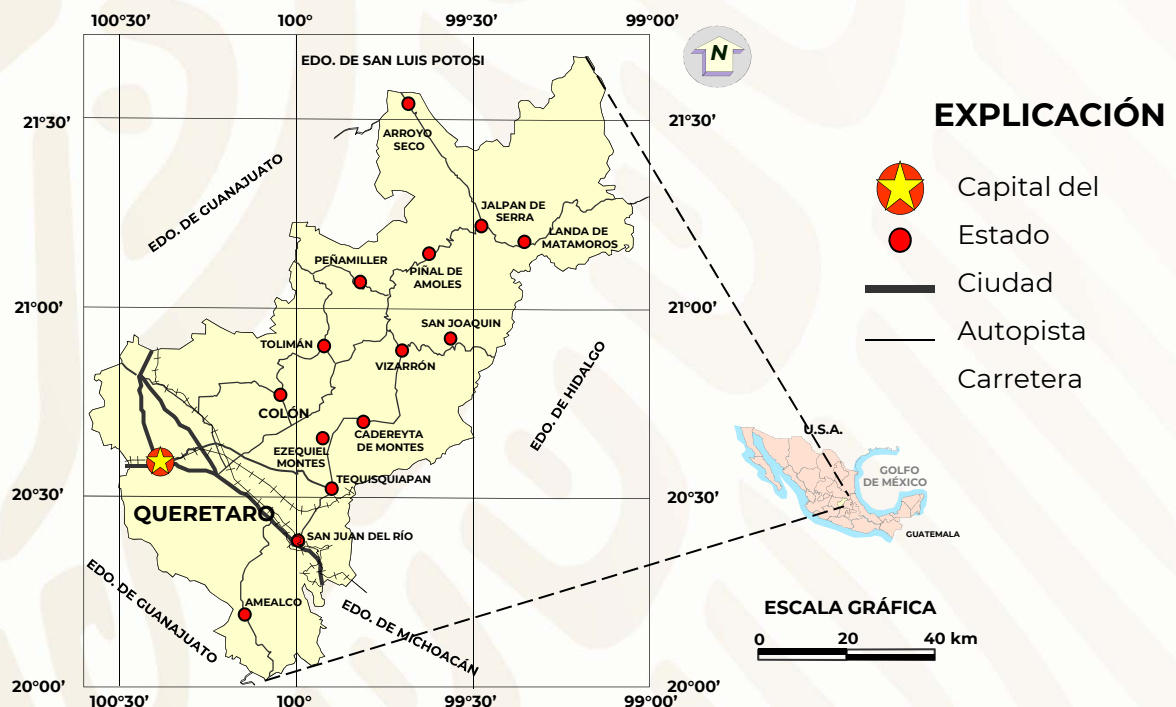 100°30’ 100° 99°30’ 99°00’
EDO. DE SAN LUIS POTOSI
N
EXPLICACIÓN
21°30’ 21°30’
ARROYO
SECO
EDO. DE GUANAJUATO
Capital del
Estado
Ciudad
Autopista
Carretera
JALPAN DE
SERRA
LANDA DE
MATAMOROS
PEÑAMILLER
PIÑAL DE
AMOLES
21°00’ 21°00’
SAN JOAQUIN
TOLIMÁN
VIZARRÓN
EDO. DE HIDALGO
COLÓN
CADEREYTA
DE MONTES
EZEQUIEL
MONTES
TEQUISQUIAPAN
20°30’ 20°30’
QUERETARO
SAN JUAN DEL RÍO
U.S.A.
GOLFO
DE MÉXICO
GUATEMALA
EDO. DE GUANAJUATO
AMEALCO
EDO. DE MICHOACÁN
ESCALA GRÁFICA
0 20 40 km
20°00’ 20°00’
100°30’ 100° 99°30’ 99°00’